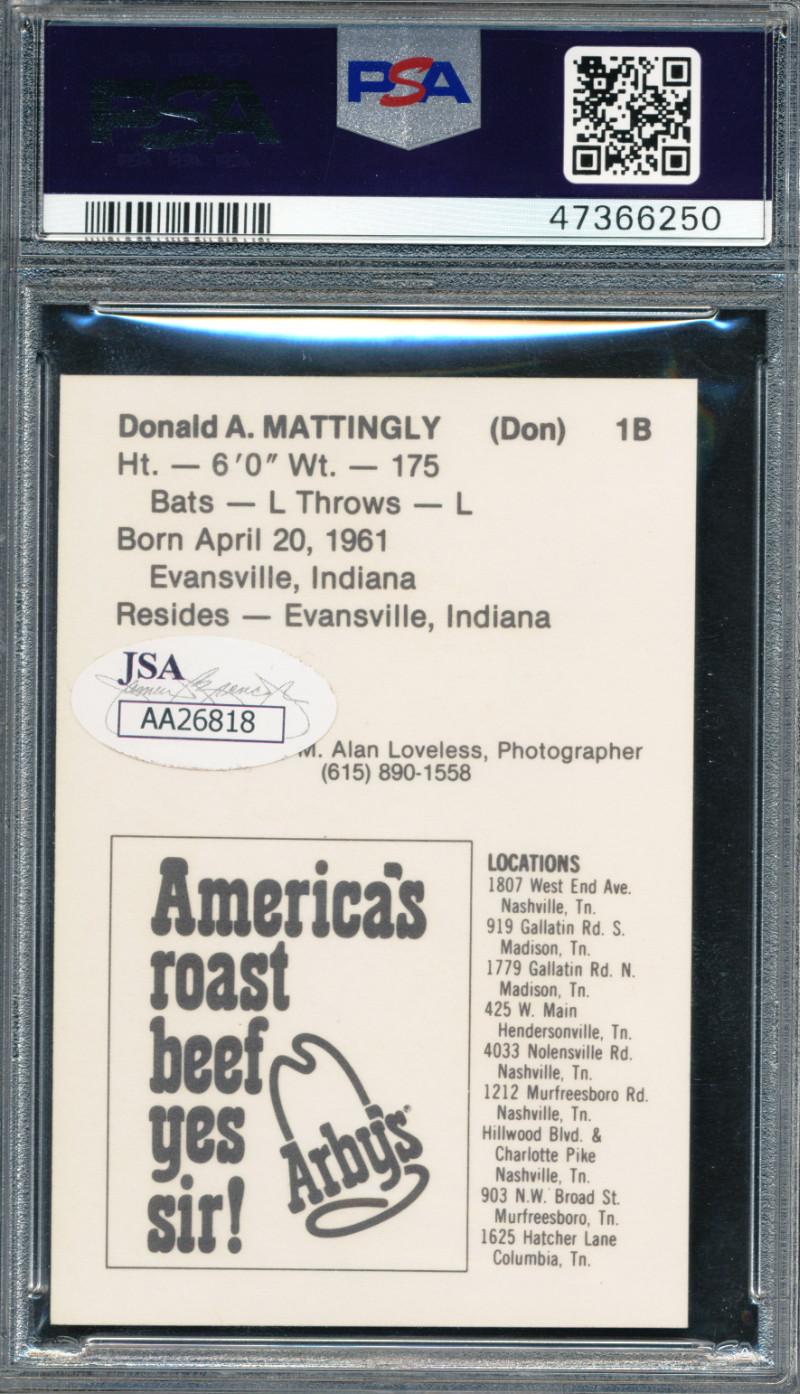 PSA
PSA
47366250
Donald A. MATTINGLY (Don) 1B
Ht. — 6'0" Wt. — 175
Bats — L Throws — L
Born April 20, 1961
Evansville, Indiana
Resides — Evansville, Indiana
JSA
AA26818
M. Alan Loveless, Photographer
(615) 890-1558
America's
roast
beef
yes
sir!
Arby's
LOCATIONS
1807 West End Ave.
Nashville, Tn.
919 Gallatin Rd. S.
Madison, Tn.
1779 Gallatin Rd. N.
Madison, Tn.
425 W. Main
Hendersonville, Tn.
4033 Nolensville Rd.
Nashville, Tn.
1212 Murfreesboro Rd.
Nashville, Tn.
Hillwood Blvd. &
Charlotte Pike
Nashville, Tn.
903 N.W. Broad St.
Murfreesboro, Tn.
1625 Hatcher Lane
Columbia, Tn.